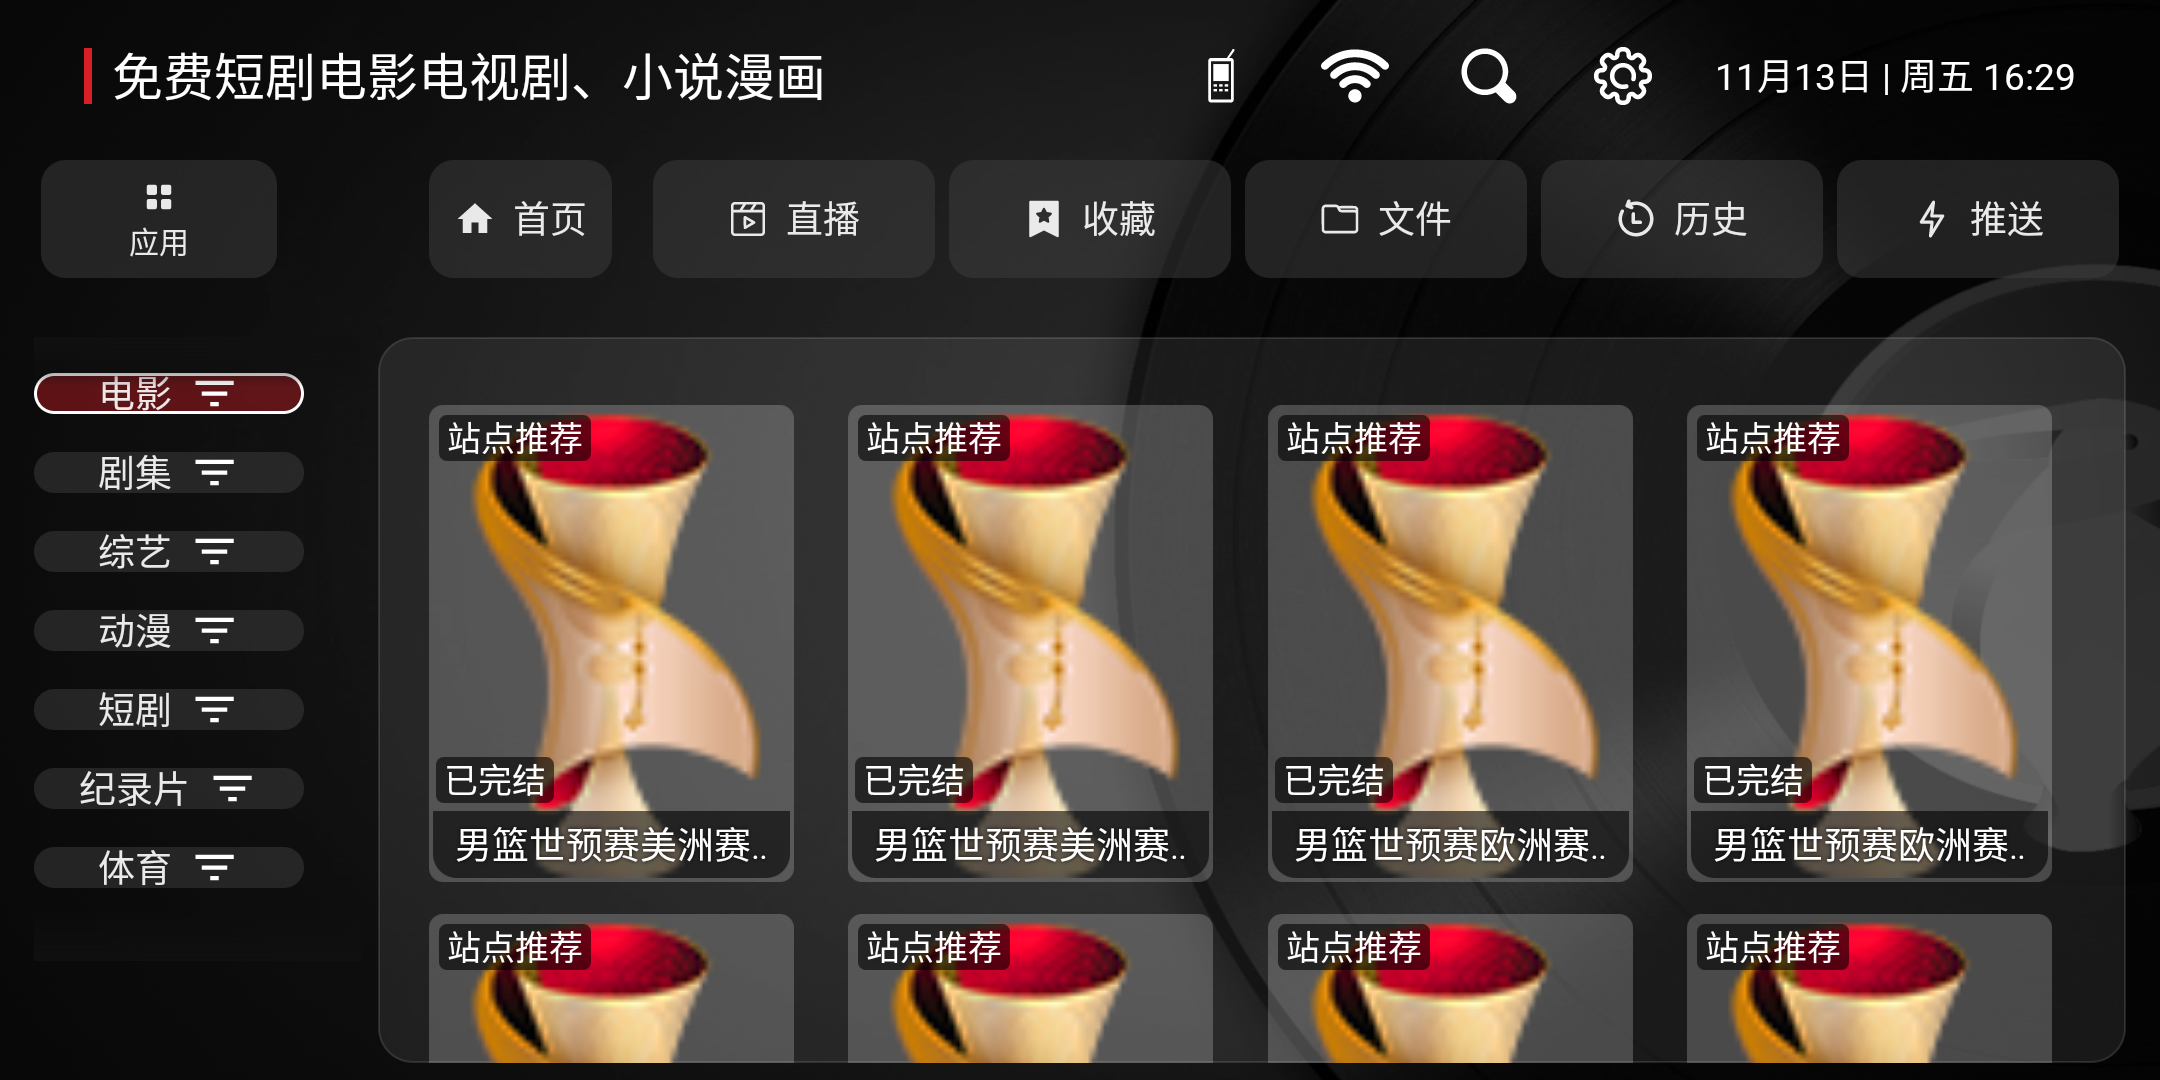 免费短剧电影电视剧、小说漫画
11月13日 | 周五 16:29
应用
首页
直播
收藏
文件
历史
推送
电影
剧集
综艺
动漫
短剧
纪录片
体育
站点推荐
站点推荐
站点推荐
站点推荐
已完结
已完结
已完结
已完结
男篮世预赛美洲赛..
男篮世预赛美洲赛..
男篮世预赛欧洲赛..
男篮世预赛欧洲赛..
站点推荐
站点推荐
站点推荐
站点推荐